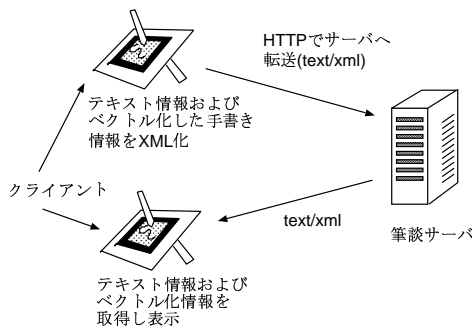 HTTPでサーバへ
転送(text/xml)
テキスト情報および
ベクトル化した手書き
情報をXML化
クライアント
text/xml
筆談サーバ
テキスト情報および
ベクトル化情報を
取得し表示